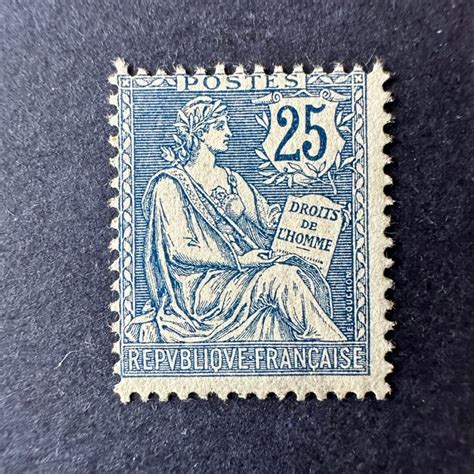 POSTES
25
DROITS
DE
L'HOMME
REPVBLIQVE·FRANÇAISE